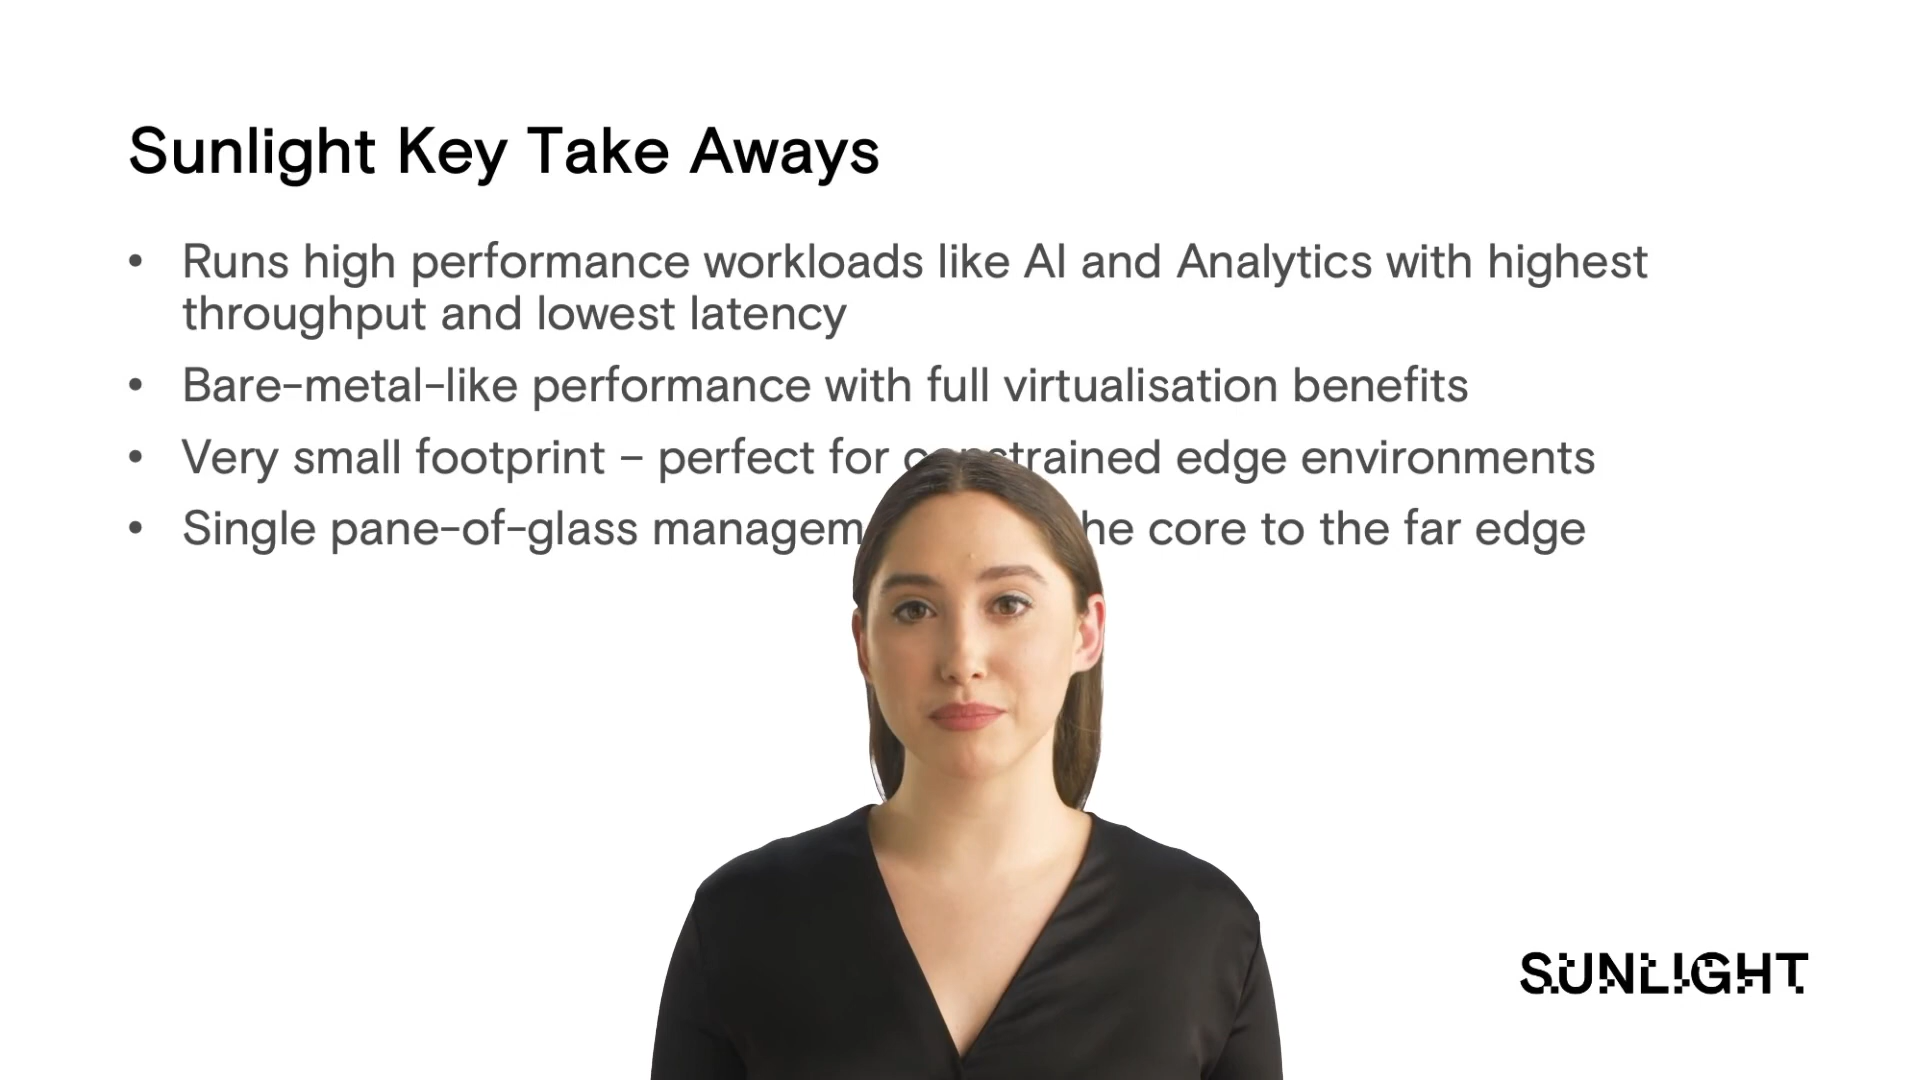 Sunlight Key Take Aways
• Runs high performance workloads like AI and Analytics with highest
throughput and lowest latency
• Bare-metal-like performance with full virtualisation benefits
• Very small footprint – perfect for constrained edge environments
• Single pane-of-glass core to the far edge
SUNLIGHT